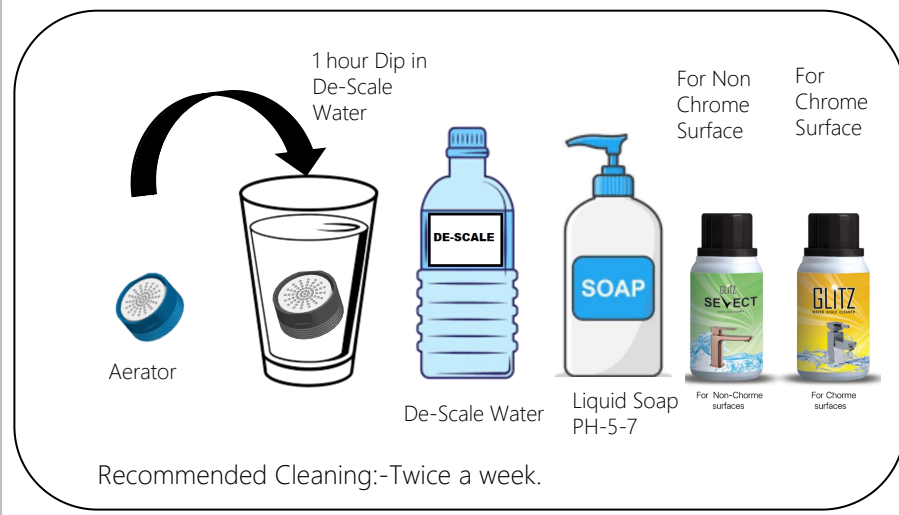 1 hour Dip in
De-Scale
Water
For Non
Chrome
Surface
For
Chrome
Surface
DE-SCALE
SOAP
GLITZ
SELECT
GLITZ
WATER SCALE CLEANER
Aerator
De-Scale Water
Liquid Soap
PH-5-7
For Non-Chorme
surfaces
For Chorme
surfaces
Recommended Cleaning:-Twice a week.